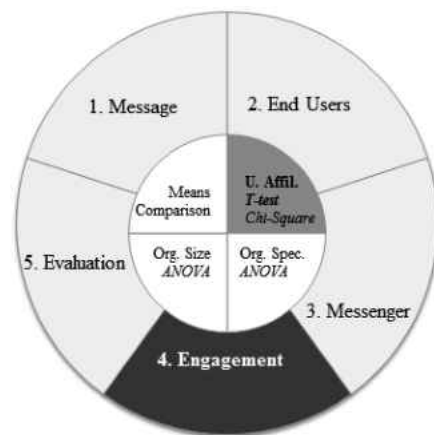 1. Message
2. End Users
Means
Comparison
U. Affil.
T-test
Chi-Square
5. Evaluation
Org. Size
ANOVA
Org. Spec.
ANOVA
3. Messenger
4. Engagement